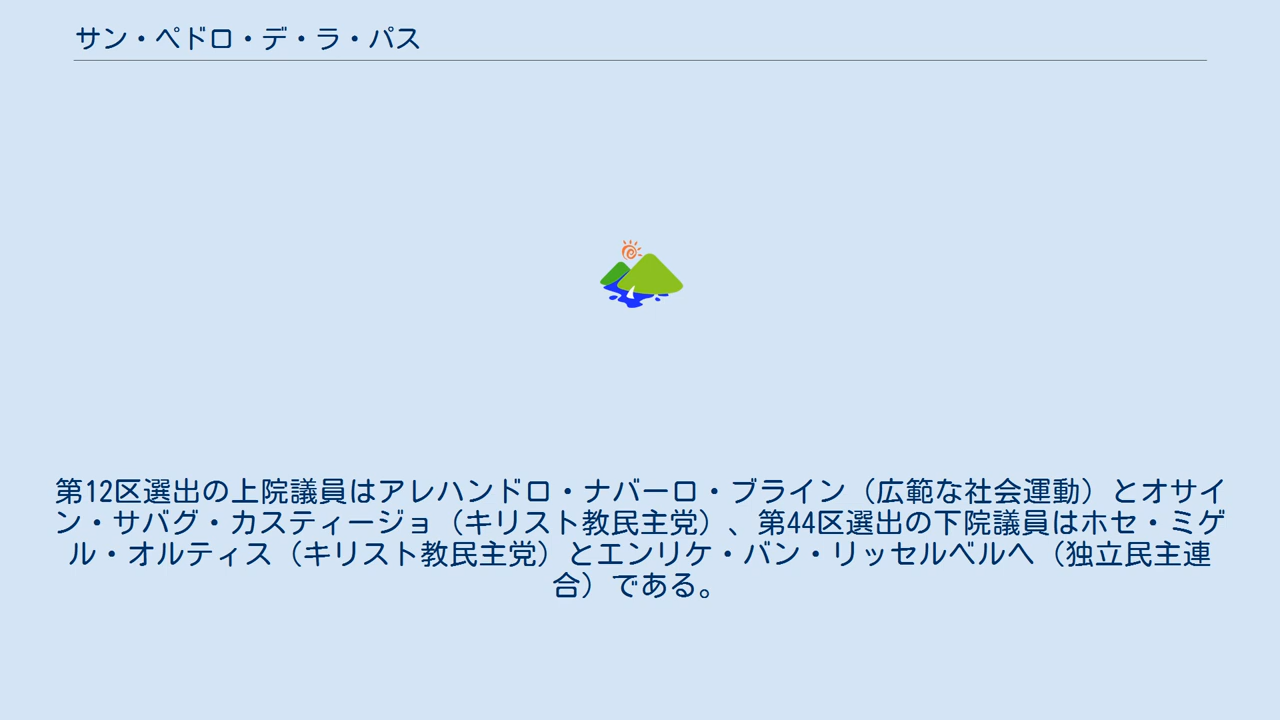 サン・ペドロ・デ・ラ・パス
第12区選出の上院議員はアレハンドロ・ナバーロ・ブライン（広範な社会運動）とオサイ
ン・サバグ・カスティージョ（キリスト教民主党）、第44区選出の下院議員はホセ・ミゲ
ル・オルティス（キリスト教民主党）とエンリケ・バン・リッセルベルヘ（独立民主連
合）である。